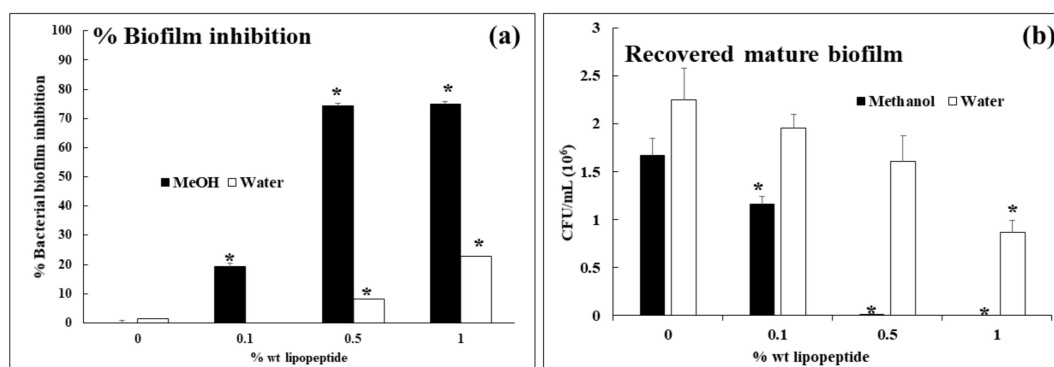 % Biofilm inhibition
(a)
% Bacterial biofilm inhibition
100
90
80
70
60
50
40
30
20
10
0
MeOH Water
*
*
*
*
*
0 0.1 0.5 1
% wt lipopeptide
Recovered mature biofilm
(b)
CFU/mL (10⁶)
3
2.5
2
1.5
1
0.5
0
Methanol Water
*
*
*
*
0 0.1 0.5 1
% wt lipopeptide